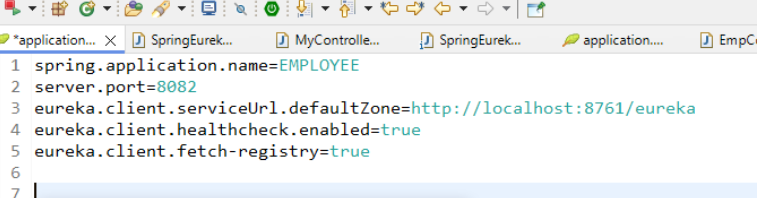 *application...
SpringEurek...
MyControlle...
SpringEurek...
application....
EmpCo
1 spring.application.name=EMPLOYEE
2 server.port=8082
3 eureka.client.serviceUrl.defaultZone=http://localhost:8761/eureka
4 eureka.client.healthcheck.enabled=true
5 eureka.client.fetch-registry=true
6
7